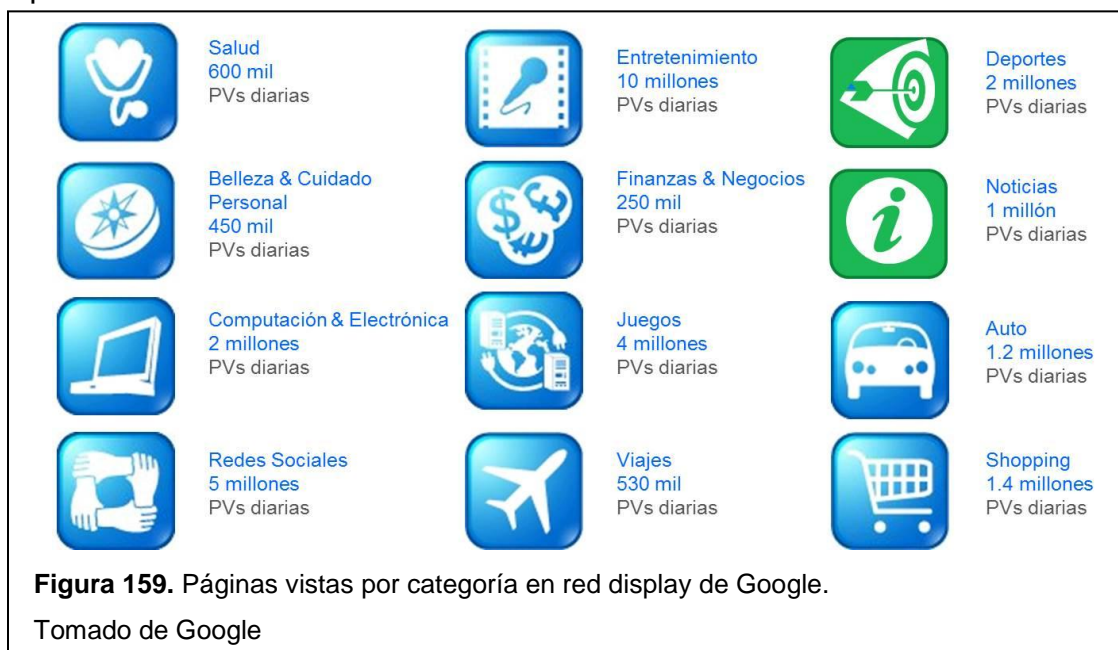 Salud
600 mil
PVs diarias
Entretenimiento
10 millones
PVs diarias
Deportes
2 millones
PVs diarias
Belleza & Cuidado
Personal
450 mil
PVs diarias
Finanzas & Negocios
250 mil
PVs diarias
Noticias
1 millón
PVs diarias
Computación & Electrónica
2 millones
PVs diarias
Juegos
4 millones
PVs diarias
Auto
1.2 millones
PVs diarias
Redes Sociales
5 millones
PVs diarias
Viajes
530 mil
PVs diarias
Shopping
1.4 millones
PVs diarias
Figura 159. Páginas vistas por categoría en red display de Google.
Tomado de Google